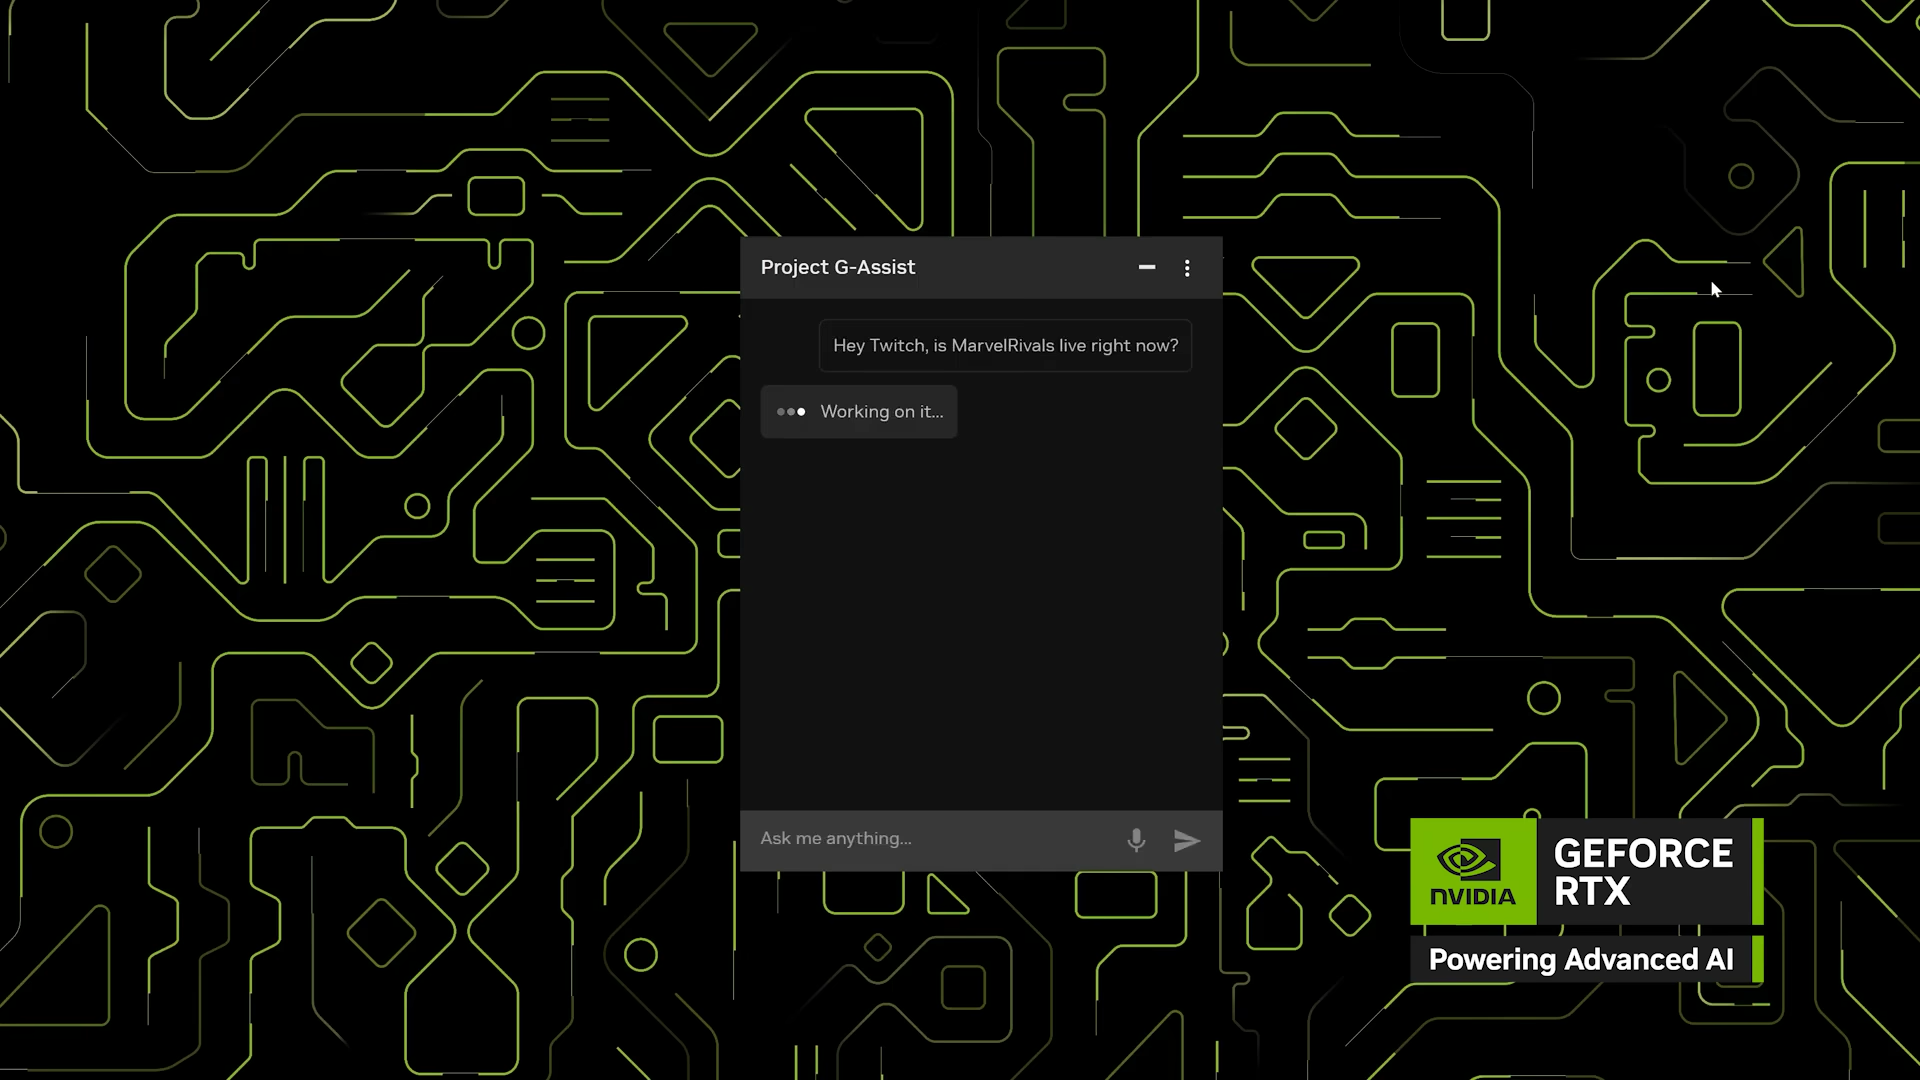 Project G-Assist
Hey Twitch, is MarvelRivals live right now?
Working on it...
Ask me anything...
NVIDIA
GEFORCE
RTX
Powering Advanced AI